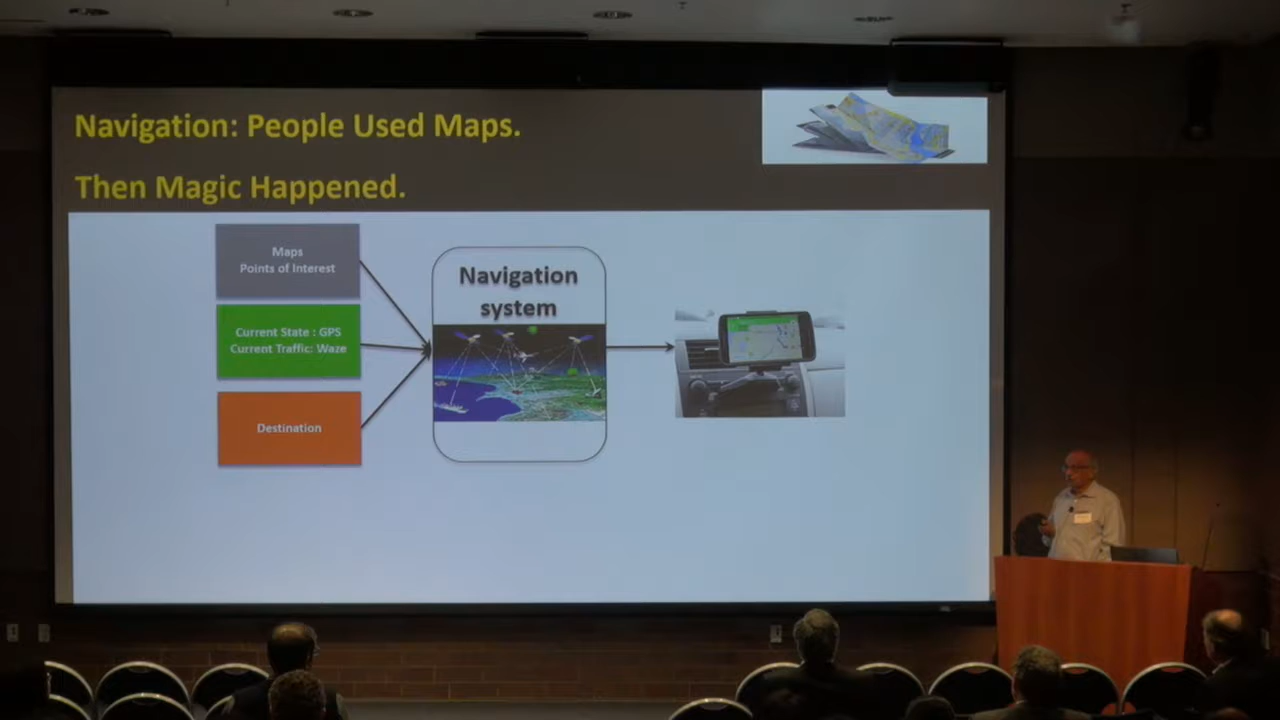 Navigation: People Used Maps.
Then Magic Happened.
Maps
Points of Interest
Current State : GPS
Current Traffic: Waze
Destination
Navigation
system